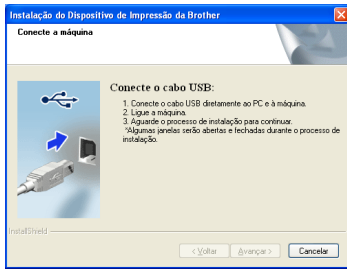 Instalação do Dispositivo de Impressão da Brother
Conecte a máquina
Conecte o cabo USB:
1. Conecte o cabo USB diretamente ao PC e à máquina.
2. Ligue a máquina.
3. Aguarde o processo de instalação para continuar.
*Algumas janelas serão abertas e fechadas durante o processo de
instalação.
InstallShield
< Voltar
Avançar >
Cancelar